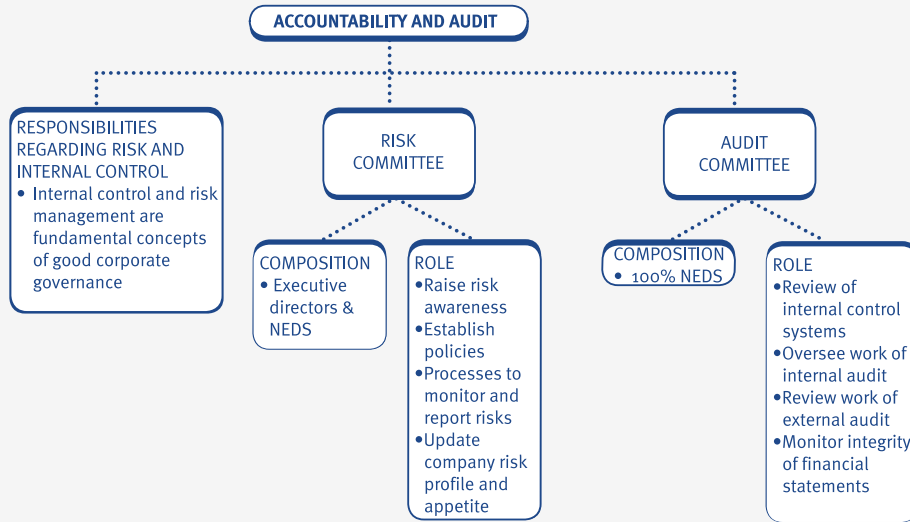 ACCOUNTABILITY AND AUDIT
RESPONSIBILITIES
REGARDING RISK AND
INTERNAL CONTROL
• Internal control and risk
management are
fundamental concepts
of good corporate
governance
RISK
COMMITTEE
COMPOSITION
• Executive
directors &
NEDS
ROLE
•Raise risk
awareness
•Establish
policies
•Processes to
monitor and
report risks
•Update
company risk
profile and
appetite
AUDIT
COMMITTEE
COMPOSITION
• 100% NEDS
ROLE
•Review of
internal control
systems
•Oversee work of
internal audit
•Review work of
external audit
•Monitor integrity
of financial
statements